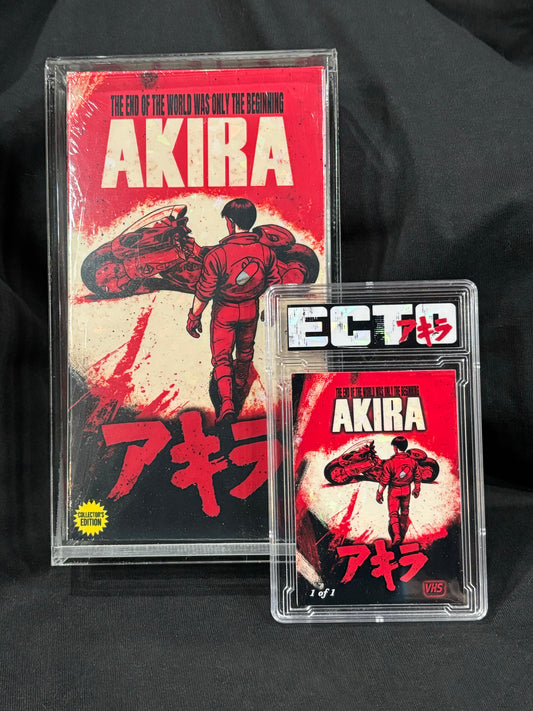 THE END OF THE WORLD WAS ONLY THE BEGINNING
AKIRA
アキラ
COLLECTOR'S
EDITION
ECTO
アキラ
THE END OF THE WORLD WAS ONLY THE BEGINNING
AKIRA
アキラ
1 of 1
VHS